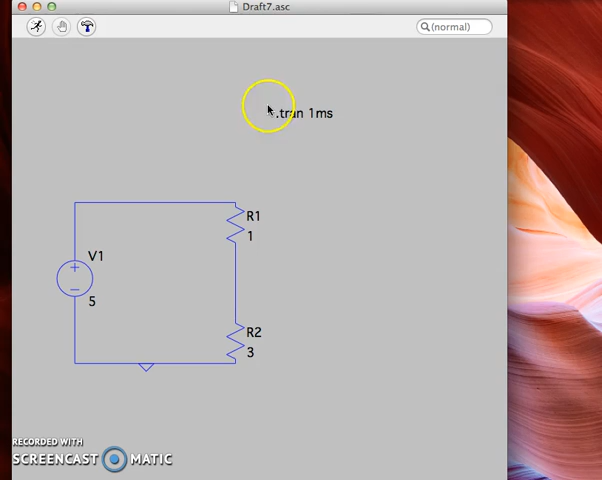 Draft7.asc
(normal)
.tran 1ms
R1
1
V1
5
R2
3
RECORDED WITH
SCREENCAST MATIC